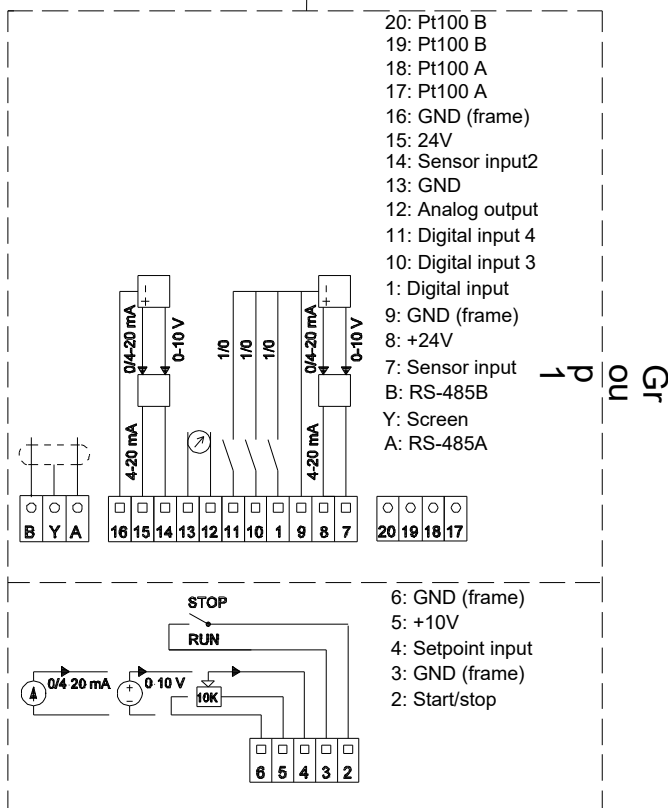 20: Pt100 B
19: Pt100 B
18: Pt100 A
17: Pt100 A
16: GND (frame)
15: 24V
14: Sensor input2
13: GND
12: Analog output
11: Digital input 4
10: Digital input 3
1: Digital input
9: GND (frame)
8: +24V
7: Sensor input
B: RS-485B
Y: Screen
A: RS-485A
Gr
ou
p
1
0/4-20 mA
0-10 V
1/0
1/0
1/0
0/4-20 mA
0-10 V
4-20 mA
4-20 mA
B Y A
16 15 14 13 12 11 10 1 9 8 7
20 19 18 17
STOP
RUN
0/4 20 mA
0 10 V
10K
6 5 4 3 2
6: GND (frame)
5: +10V
4: Setpoint input
3: GND (frame)
2: Start/stop